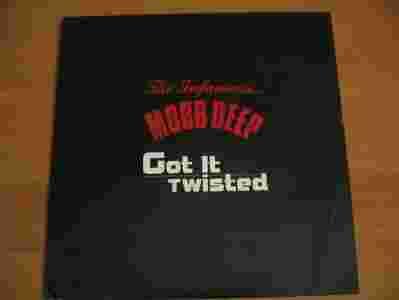 The Infamous...
MOBB DEEP
Got It
Twisted